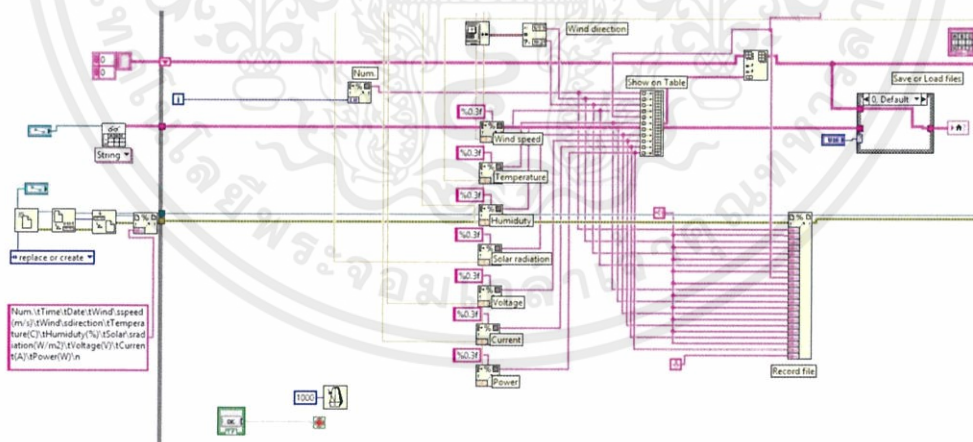 Wind direction
0
0
Num.
i
Show on Table
Save or Load files
0, Default
String
%0.3f
Wind speed
%0.3f
Temperature
%0.3f
Humiduty
replace or create
%0.3f
Solar radiation
%0.3f
Voltage
Num.\tTime\tDate\tWind\sspeed
(m/s)\tWind\sdirection\tTempera
ture(C)\tHumiduty(%)\tSolar\srad
iation(W/m2)\tVoltage(V)\tCurren
t(A)\tPower(W)\n
%0.3f
Current
%0.3f
Power
Record file
1000
OK